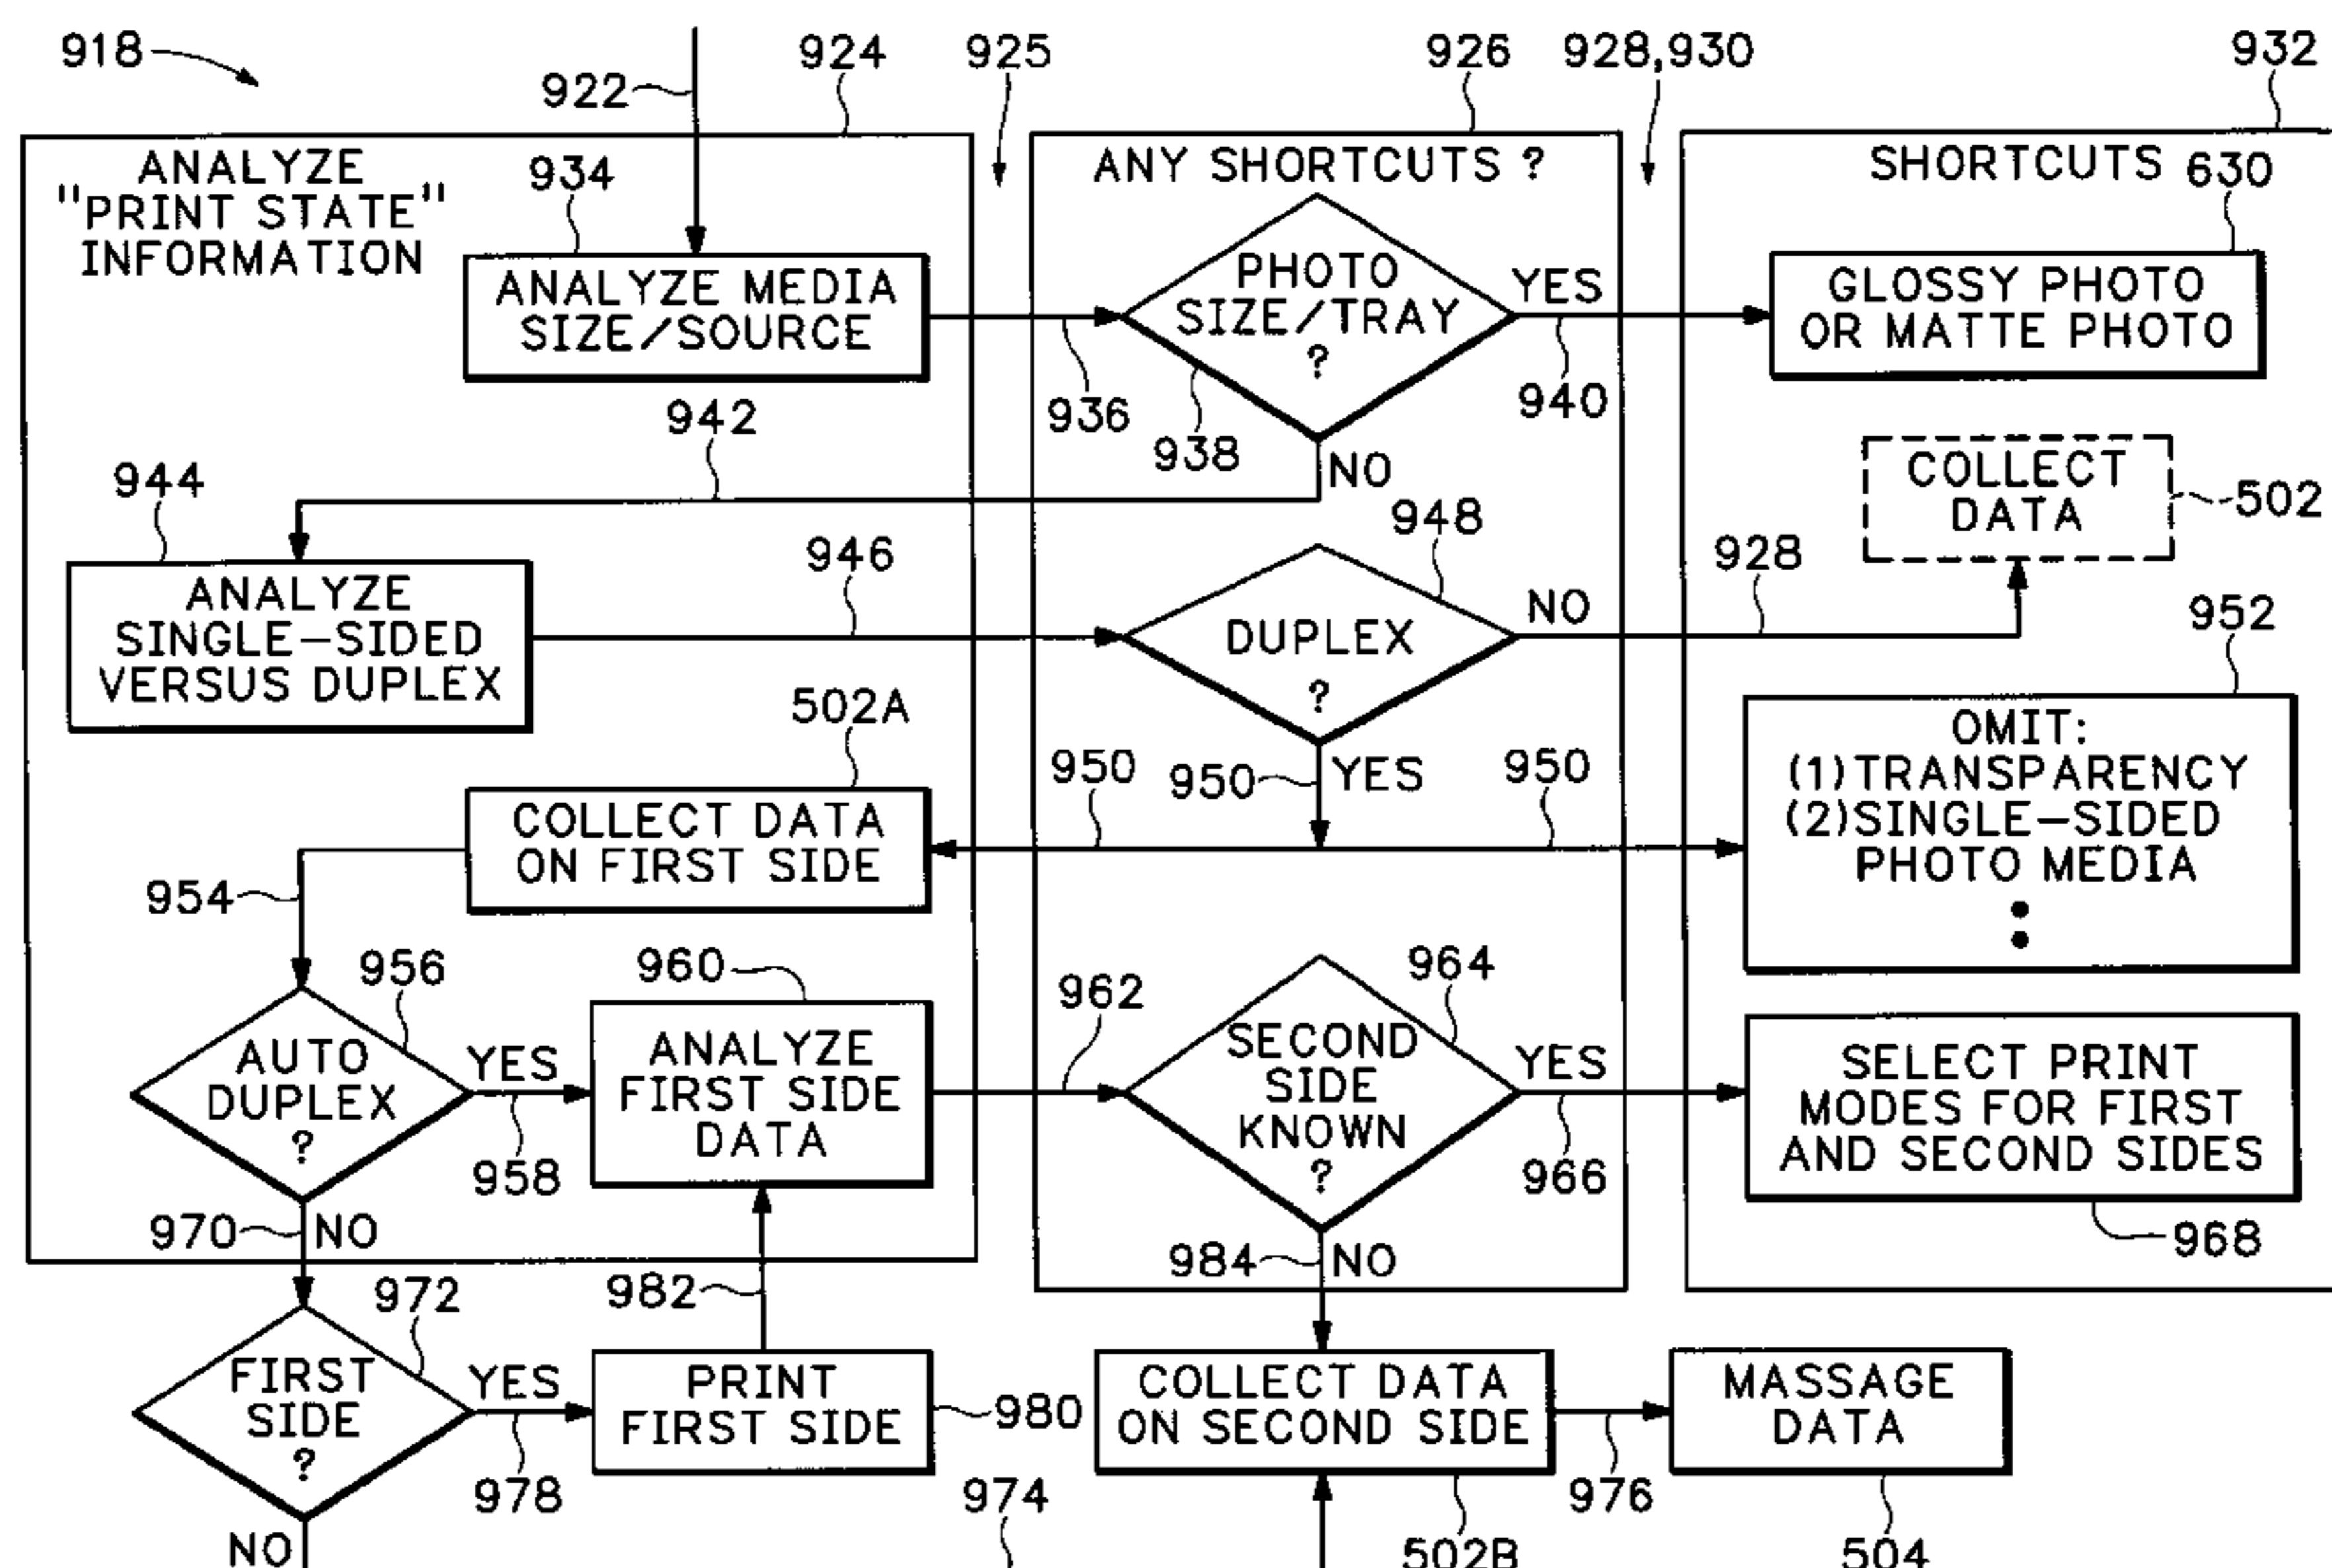 918
922
924
925
926
928,930
932
ANALYZE
"PRINT STATE"
INFORMATION
934
ANALYZE MEDIA
SIZE/SOURCE
936
ANY SHORTCUTS ?
PHOTO
SIZE/TRAY
?
938
YES
940
NO
SHORTCUTS
630
GLOSSY PHOTO
OR MATTE PHOTO
942
944
ANALYZE
SINGLE-SIDED
VERSUS DUPLEX
946
948
DUPLEX
?
NO
928
COLLECT
DATA
502
950
YES
950
950
952
OMIT:
(1)TRANSPARENCY
(2)SINGLE-SIDED
PHOTO MEDIA
502A
COLLECT DATA
ON FIRST SIDE
954
956
AUTO
DUPLEX
?
YES
958
960
ANALYZE
FIRST SIDE
DATA
962
964
SECOND
SIDE
KNOWN
?
YES
966
SELECT PRINT
MODES FOR FIRST
AND SECOND SIDES
968
970
NO
982
984
NO
972
FIRST
SIDE
?
YES
978
PRINT
FIRST SIDE
980
COLLECT DATA
ON SECOND SIDE
976
MASSAGE
DATA
NO
974
502B
504